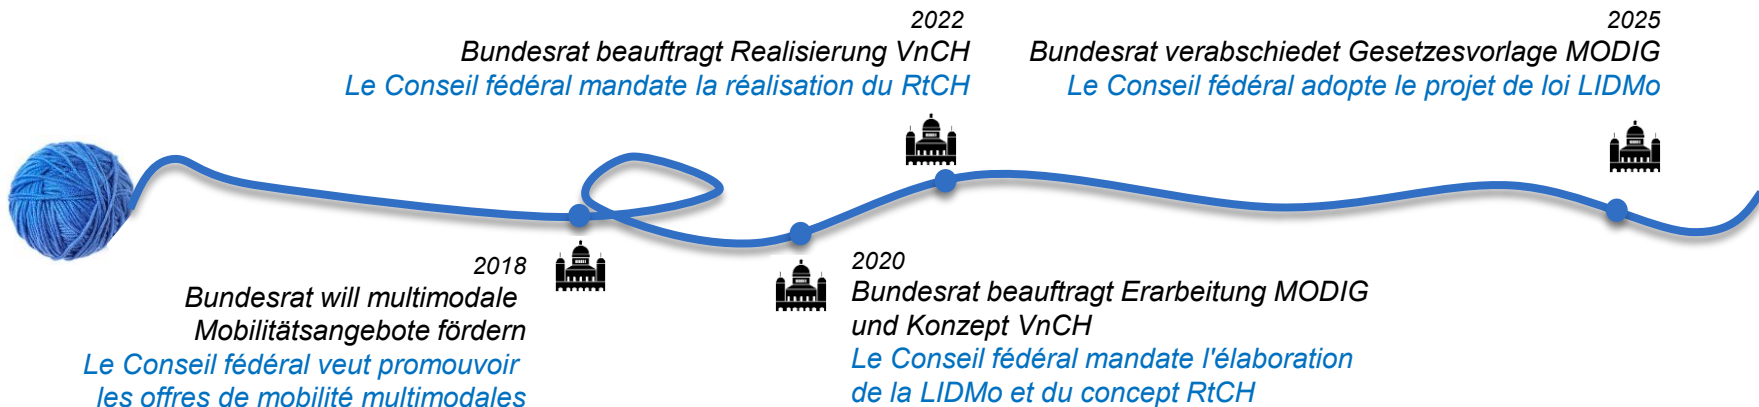 2022
Bundesrat beauftragt Realisierung VnCH
Le Conseil fédéral mandate la réalisation du RtCH
2025
Bundesrat verabschiedet Gesetzesvorlage MODIG
Le Conseil fédéral adopte le projet de loi LIDMo
2018
Bundesrat will multimodale
Mobilitätsangebote fördern
Le Conseil fédéral veut promouvoir
les offres de mobilité multimodales
2020
Bundesrat beauftragt Erarbeitung MODIG
und Konzept VnCH
Le Conseil fédéral mandate l'élaboration
de la LIDMo et du concept RtCH